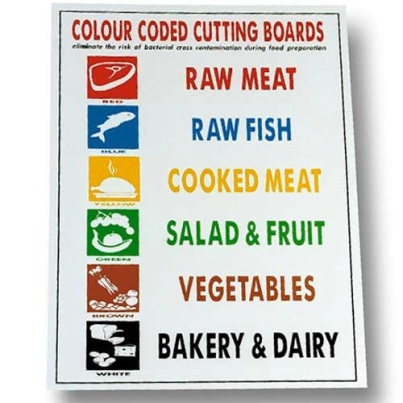 COLOUR CODED CUTTING BOARDS
eliminate the risk of bacterial cross contamination during food preparation
RED
RAW MEAT
BLUE
RAW FISH
YELLOW
COOKED MEAT
GREEN
SALAD & FRUIT
BROWN
VEGETABLES
WHITE
BAKERY & DAIRY